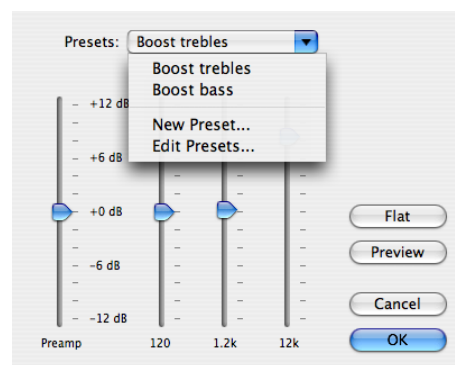 Presets: Boost trebles
Boost trebles
Boost bass
New Preset...
Edit Presets...
+12 dB
+6 dB
+0 dB
-6 dB
-12 dB
Preamp 120 1.2k 12k
Flat
Preview
Cancel
OK